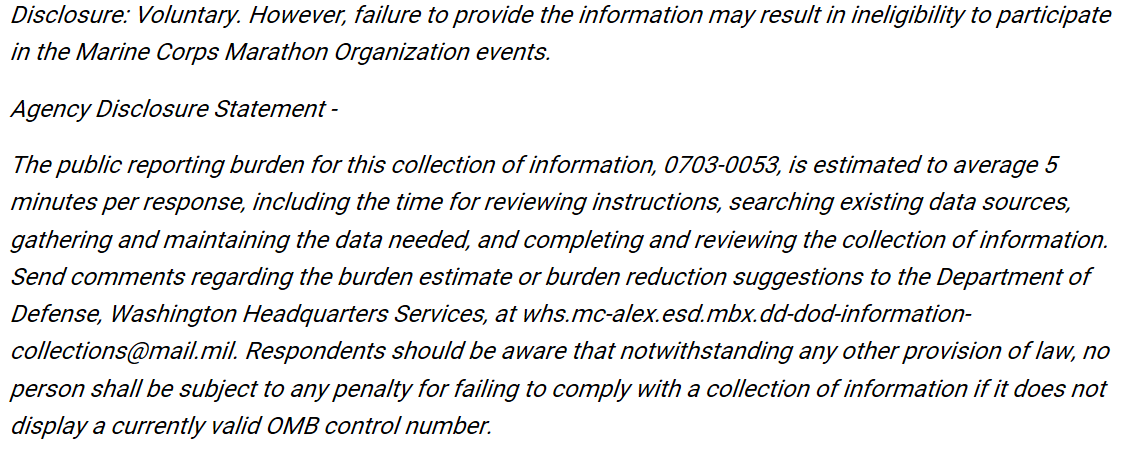 Disclosure: Voluntary. However, failure to provide the information may result in ineligibility to participate
in the Marine Corps Marathon Organization events.
Agency Disclosure Statement -
The public reporting burden for this collection of information, 0703-0053, is estimated to average 5
minutes per response, including the time for reviewing instructions, searching existing data sources,
gathering and maintaining the data needed, and completing and reviewing the collection of information.
Send comments regarding the burden estimate or burden reduction suggestions to the Department of
Defense, Washington Headquarters Services, at whs.mc-alex.esd.mbx.dd-dod-information-
collections@mail.mil. Respondents should be aware that notwithstanding any other provision of law, no
person shall be subject to any penalty for failing to comply with a collection of information if it does not
display a currently valid OMB control number.